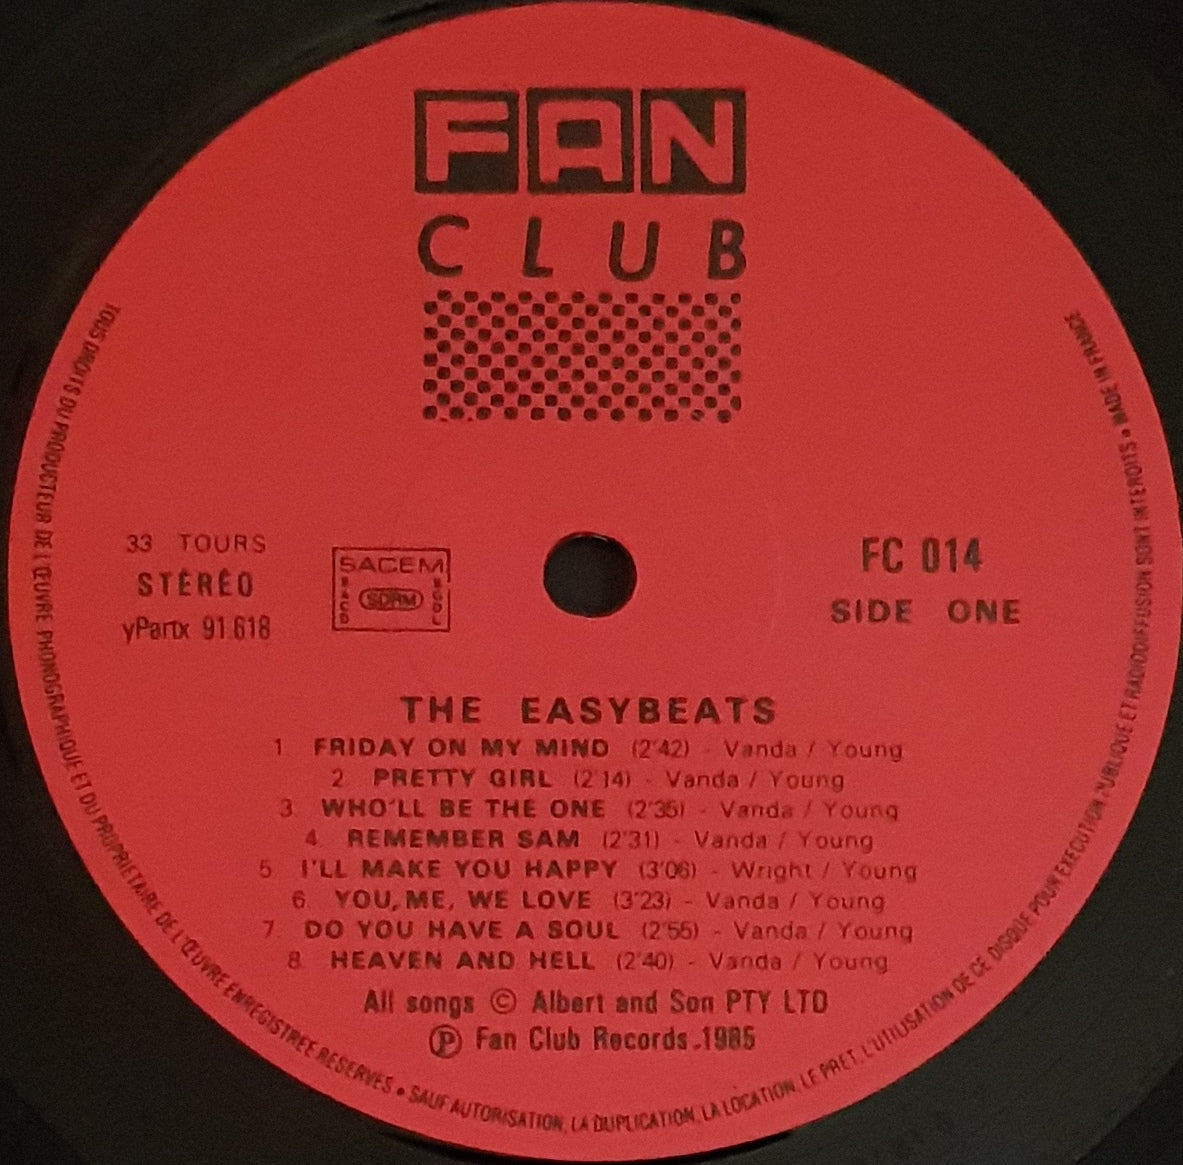 FAN
CLUB
33 TOURS
STÉRÉO
yPartx 91.618
SACEM
SACD
SDRM
SGDL
FC 014
SIDE ONE
THE EASYBEATS
1. FRIDAY ON MY MIND (2'42) - Vanda / Young
2. PRETTY GIRL (2'14) - Vanda / Young
3. WHO'LL BE THE ONE (2'35) - Vanda / Young
4. REMEMBER SAM (2'31) - Vanda / Young
5. I'LL MAKE YOU HAPPY (3'06) - Wright / Young
6. YOU, ME, WE LOVE (3'23) - Vanda / Young
7. DO YOU HAVE A SOUL (2'55) - Vanda / Young
8. HEAVEN AND HELL (2'40) - Vanda / Young
All songs © Albert and Son PTY LTD
Ⓟ Fan Club Records.1985
TOUS DROITS DU PRODUCTEUR DE L'ŒUVRE PHONOGRAPHIQUE ET DU PROPRIETAIRE DE L'ŒUVRE ENREGISTREE RESERVES • SAUF AUTORISATION, LA DUPLICATION, LA LOCATION, LE PRET, L'UTILISATION DE CE DISQUE POUR EXECUTION PUBLIQUE ET RADIODIFFUSION SONT INTERDITS • MADE IN FRANCE